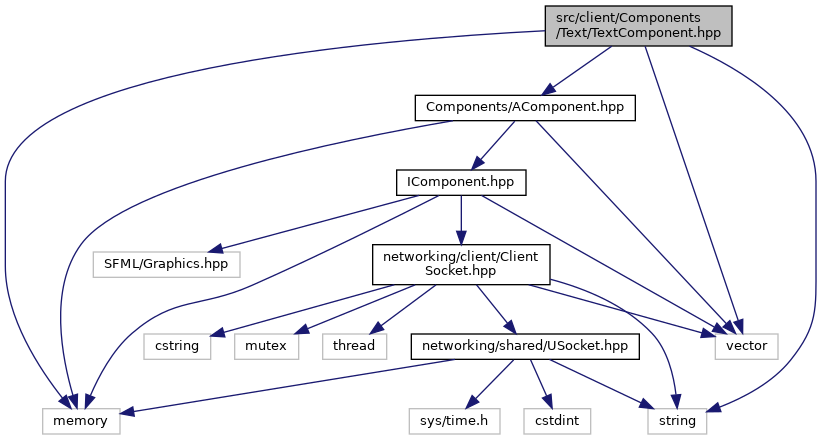 src/client/Components
/Text/TextComponent.hpp
Components/AComponent.hpp
IComponent.hpp
SFML/Graphics.hpp
networking/client/Client
Socket.hpp
cstring
mutex
thread
networking/shared/USocket.hpp
vector
memory
sys/time.h
cstdint
string